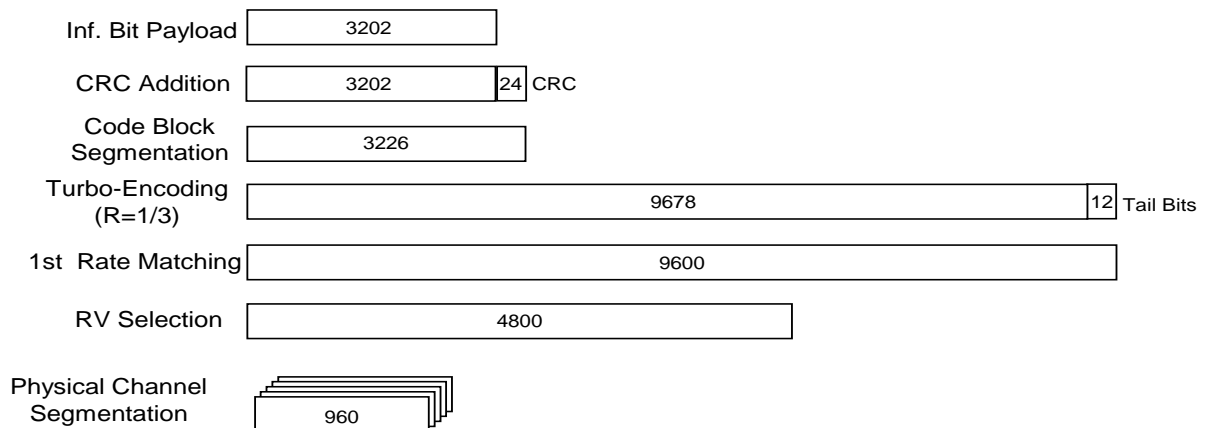 Inf. Bit Payload 3202
CRC Addition 3202 24 CRC
Code Block
Segmentation 3226
Turbo-Encoding
(R=1/3) 9678 12 Tail Bits
1st Rate Matching 9600
RV Selection 4800
Physical Channel
Segmentation 960